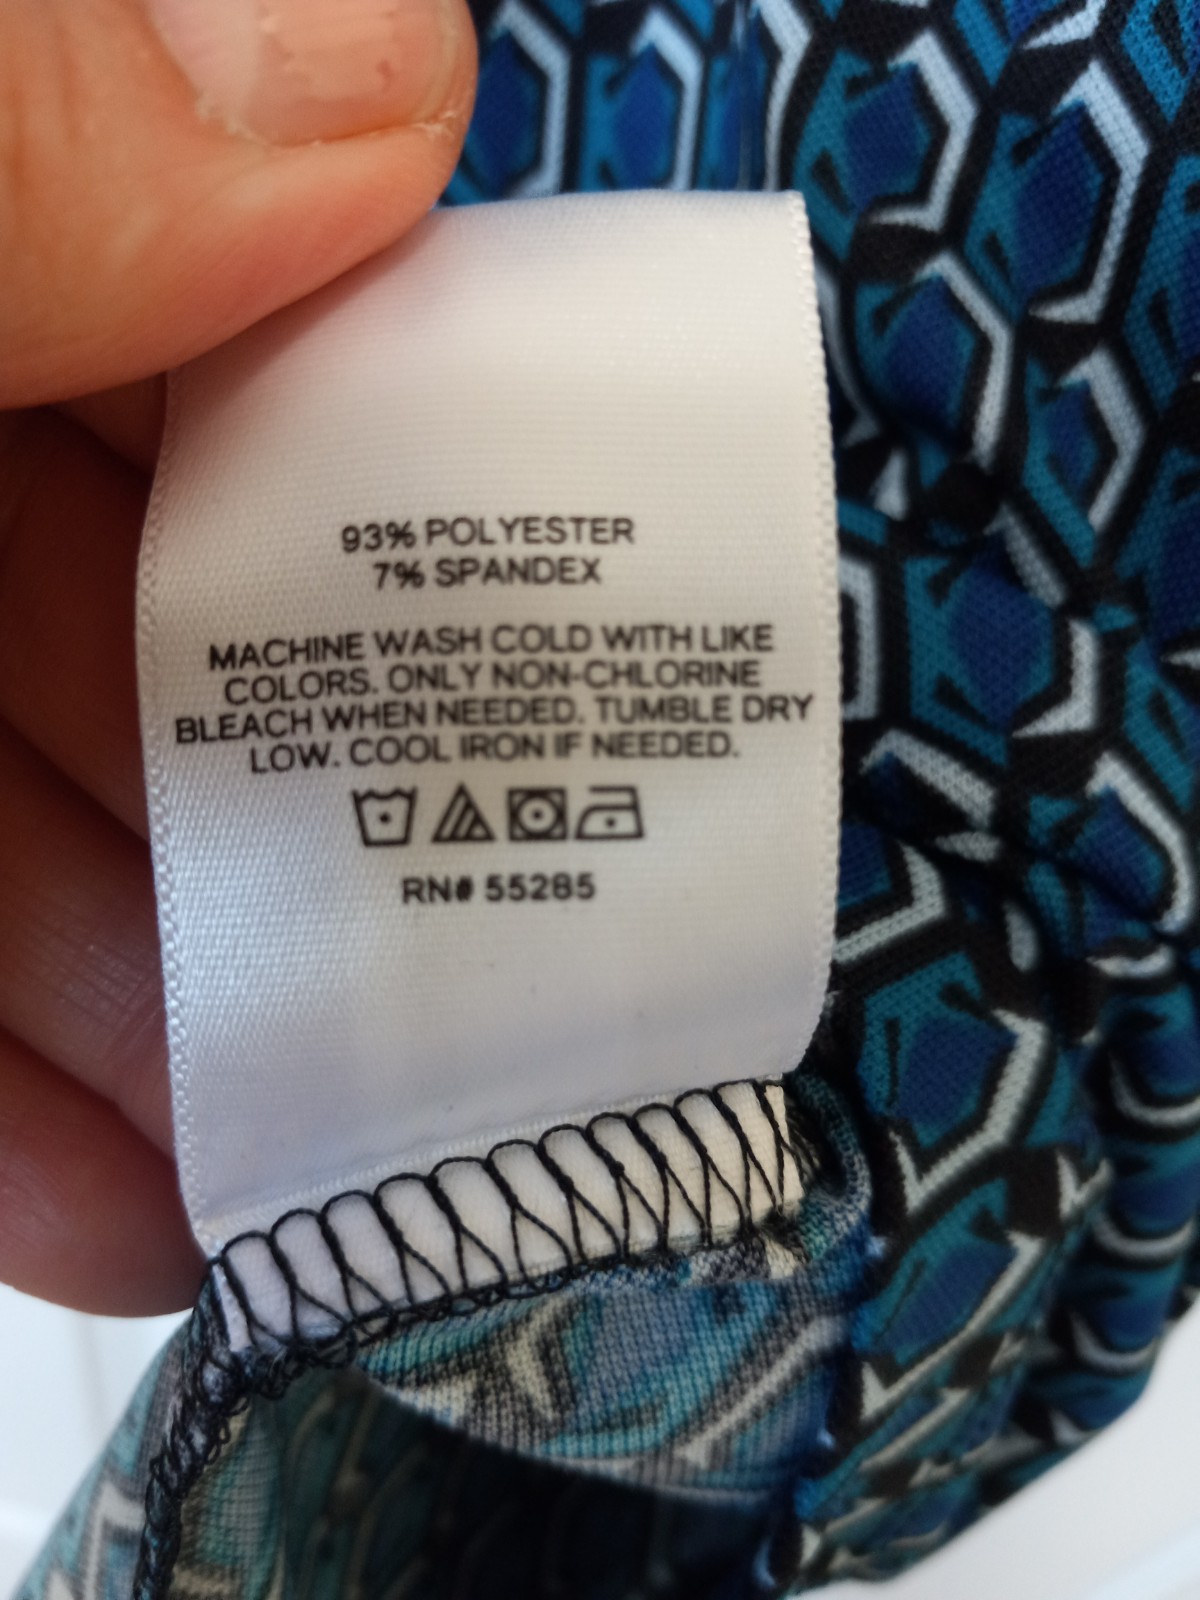 93% POLYESTER
7% SPANDEX
MACHINE WASH COLD WITH LIKE
COLORS. ONLY NON-CHLORINE
BLEACH WHEN NEEDED. TUMBLE DRY
LOW. COOL IRON IF NEEDED.
RN# 55285